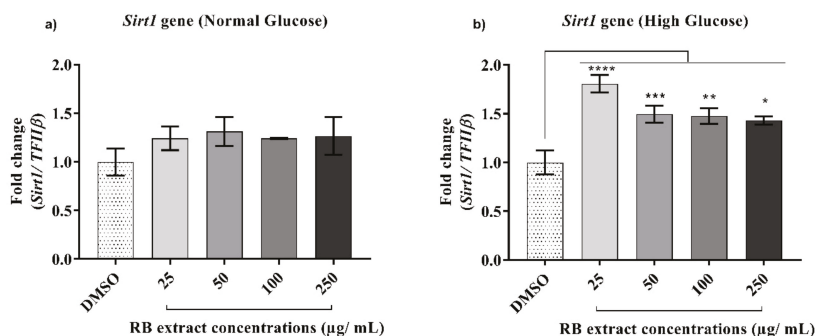 a)
Sirt1 gene (Normal Glucose)
Fold change
(Sirt1/ TFIIβ)
2.0
1.5
1.0
0.5
0.0
DMSO
25
50
100
250
RB extract concentrations (µg/ mL)
b)
Sirt1 gene (High Glucose)
Fold change
(Sirt1/ TFIIβ)
2.0
1.5
1.0
0.5
0.0
****
***
**
*
DMSO
25
50
100
250
RB extract concentrations (µg/ mL)